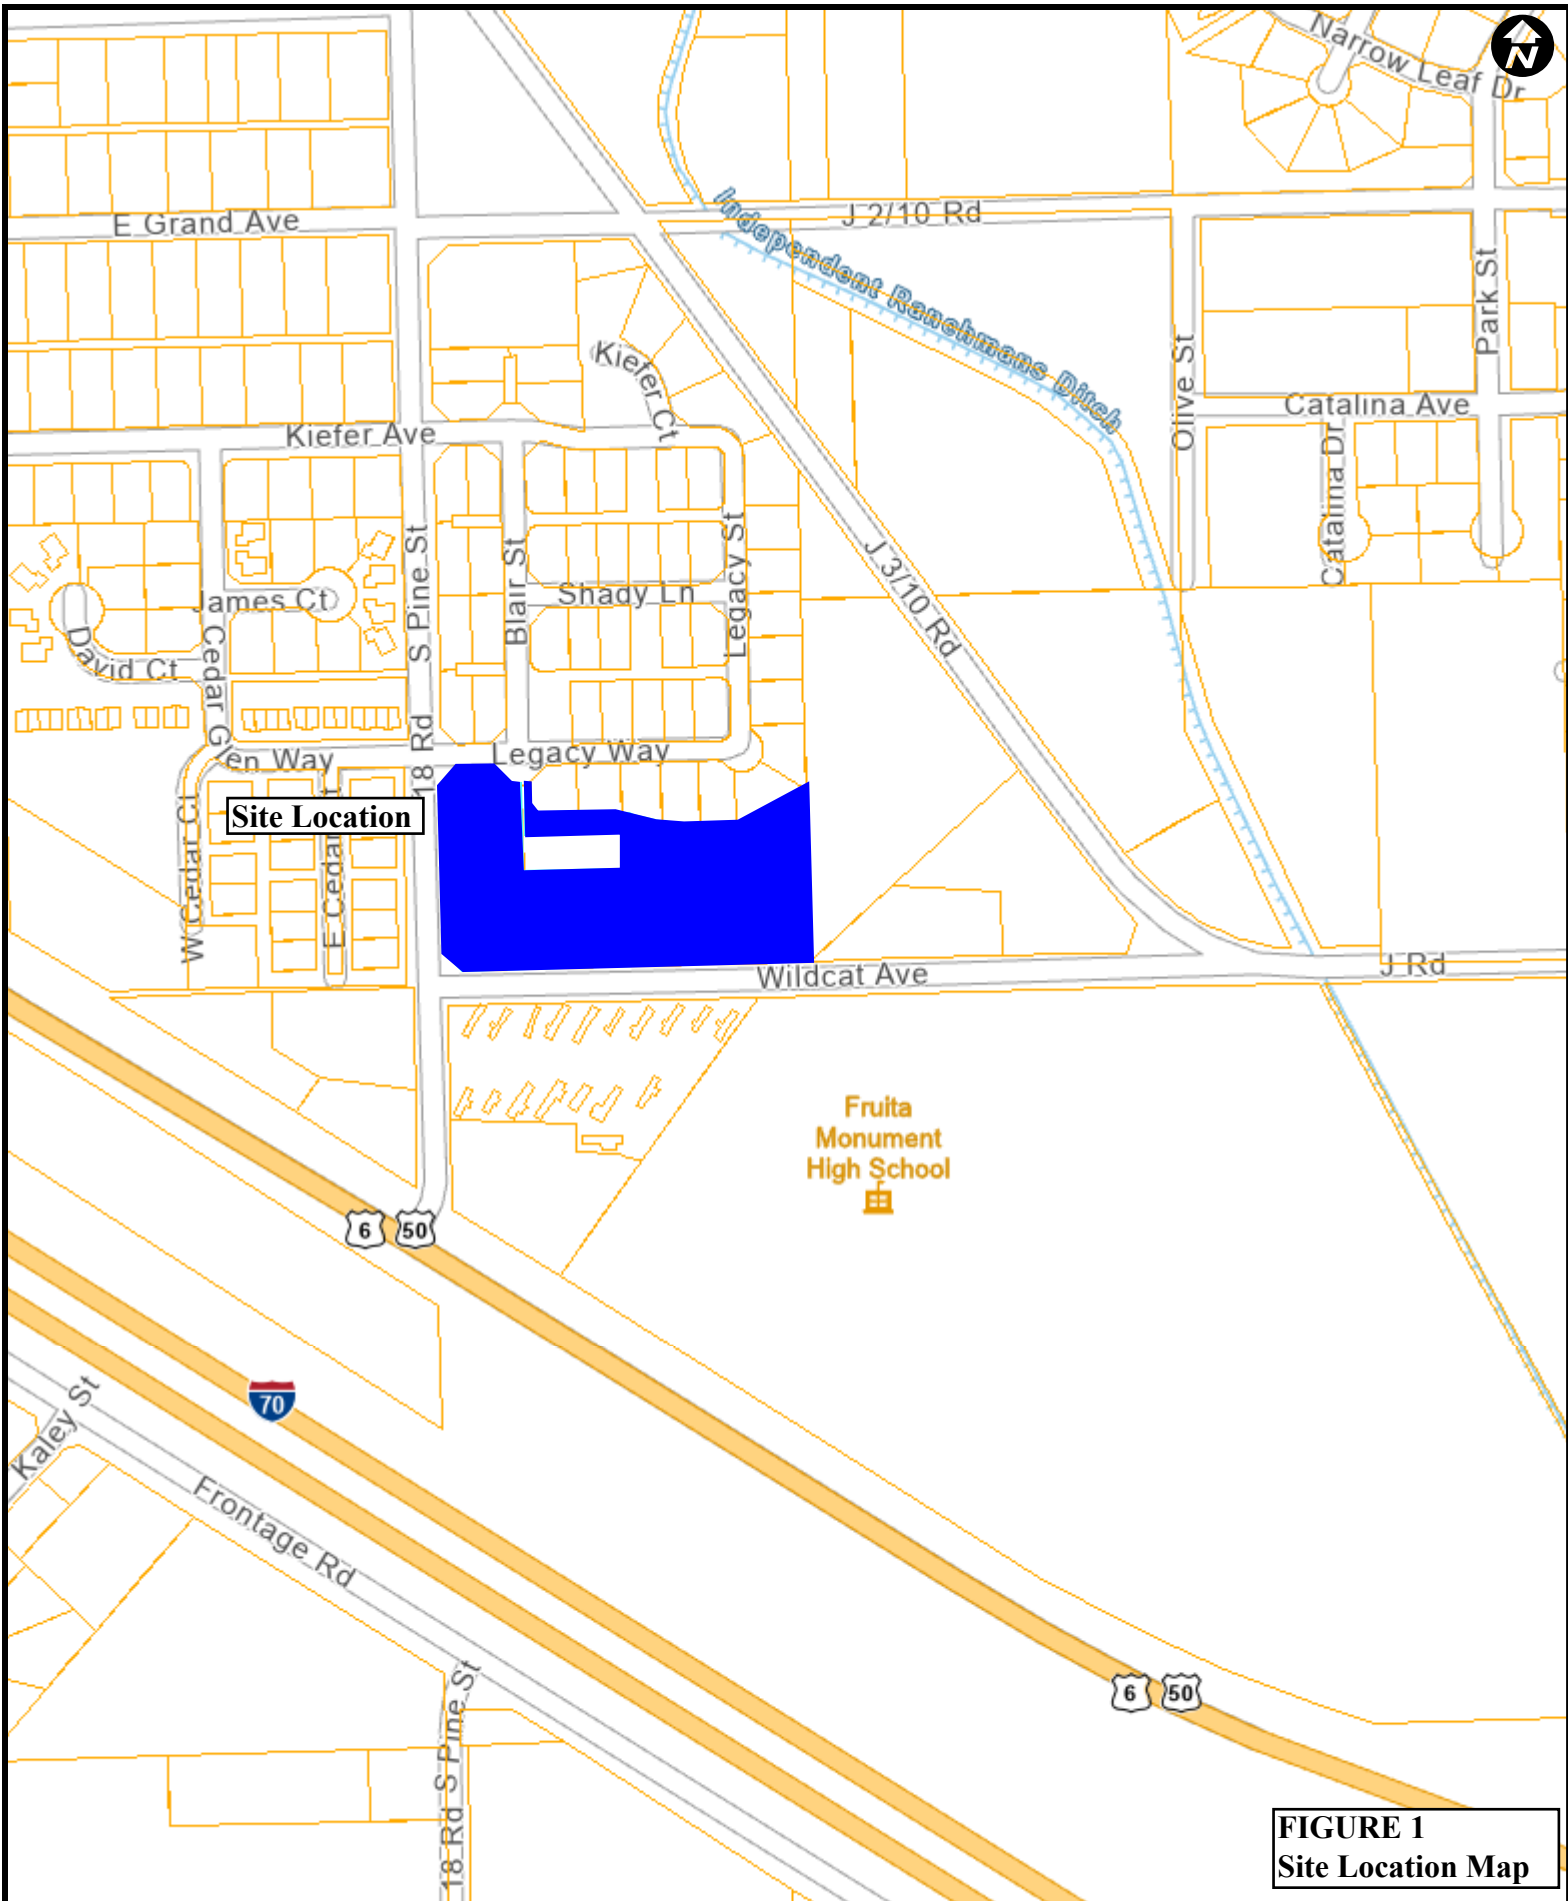 Narrow Leaf Dr
N
E Grand Ave
J 2/10 Rd
Independent Ranchmans Ditch
Park St
Olive St
Kiefer Ct
Catalina Ave
Kiefer Ave
Catalina Dr
S Pine St
Blair St
Legacy St
J 3/10 Rd
James Ct
Shady Ln
David Ct
Cedar Glen Way
18 Rd
Legacy Way
Site Location
W Cedar Ct
E Cedar Ct
Wildcat Ave
J Rd
Fruita
Monument
High School
6
50
70
Kaley St
Frontage Rd
6
50
18 Rd S Pine St
FIGURE 1
Site Location Map